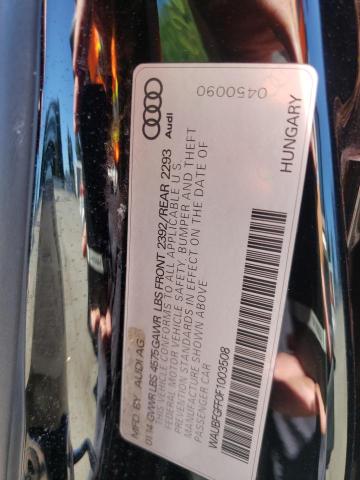 0450090
Audi
HUNGARY
MFD. BY AUDI AG
01.14 GVWR LBS 4575 GAWR LBS FRONT 2392/REAR 2293
THIS VEHICLE CONFORMS TO ALL APPLICABLE U.S.
FEDERAL MOTOR VEHICLE SAFETY, BUMPER AND THEFT
PREVENTION STANDARDS IN EFFECT ON THE DATE OF
MANUFACTURE SHOWN ABOVE
PASSENGER CAR
WAUBFGFF0F1003508